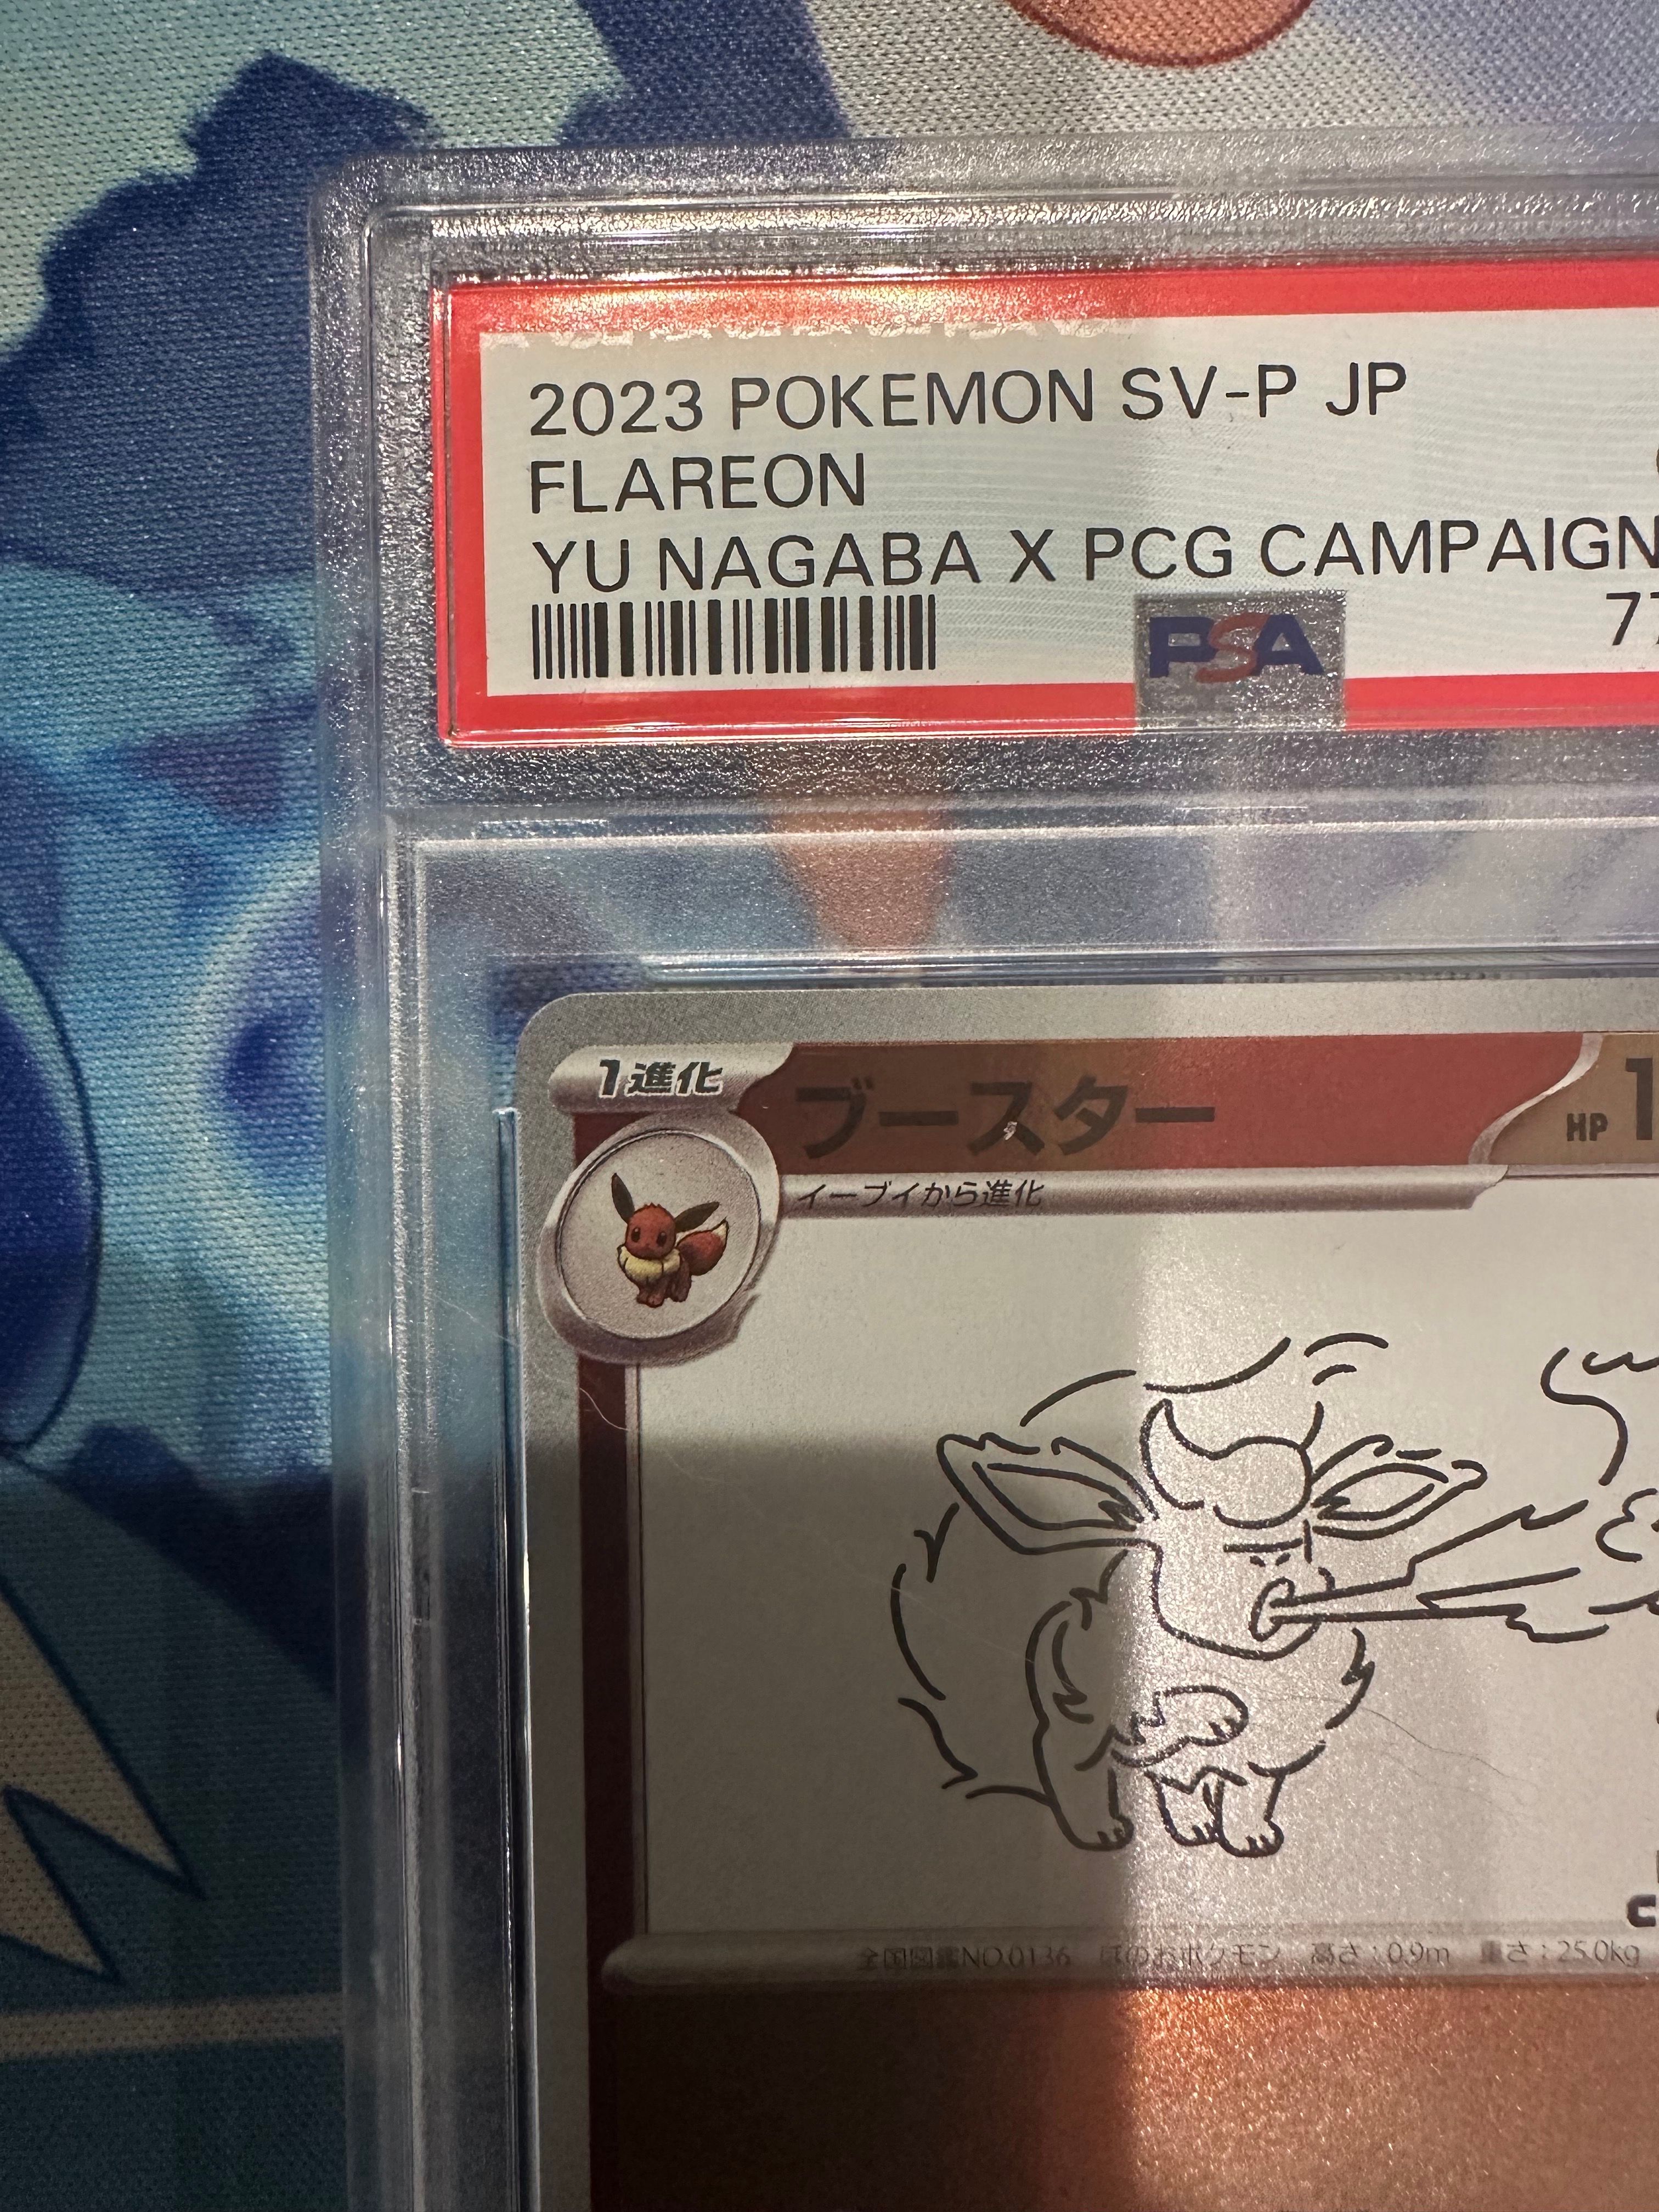 2023 POKEMON SV-P JP
FLAREON
YU NAGABA X PCG CAMPAIGN
PSA
1進化
ブースター
HP
イーブイから進化
全国図鑑NO.0136 ほのおポケモン 高さ:0.9m 重さ:25.0kg